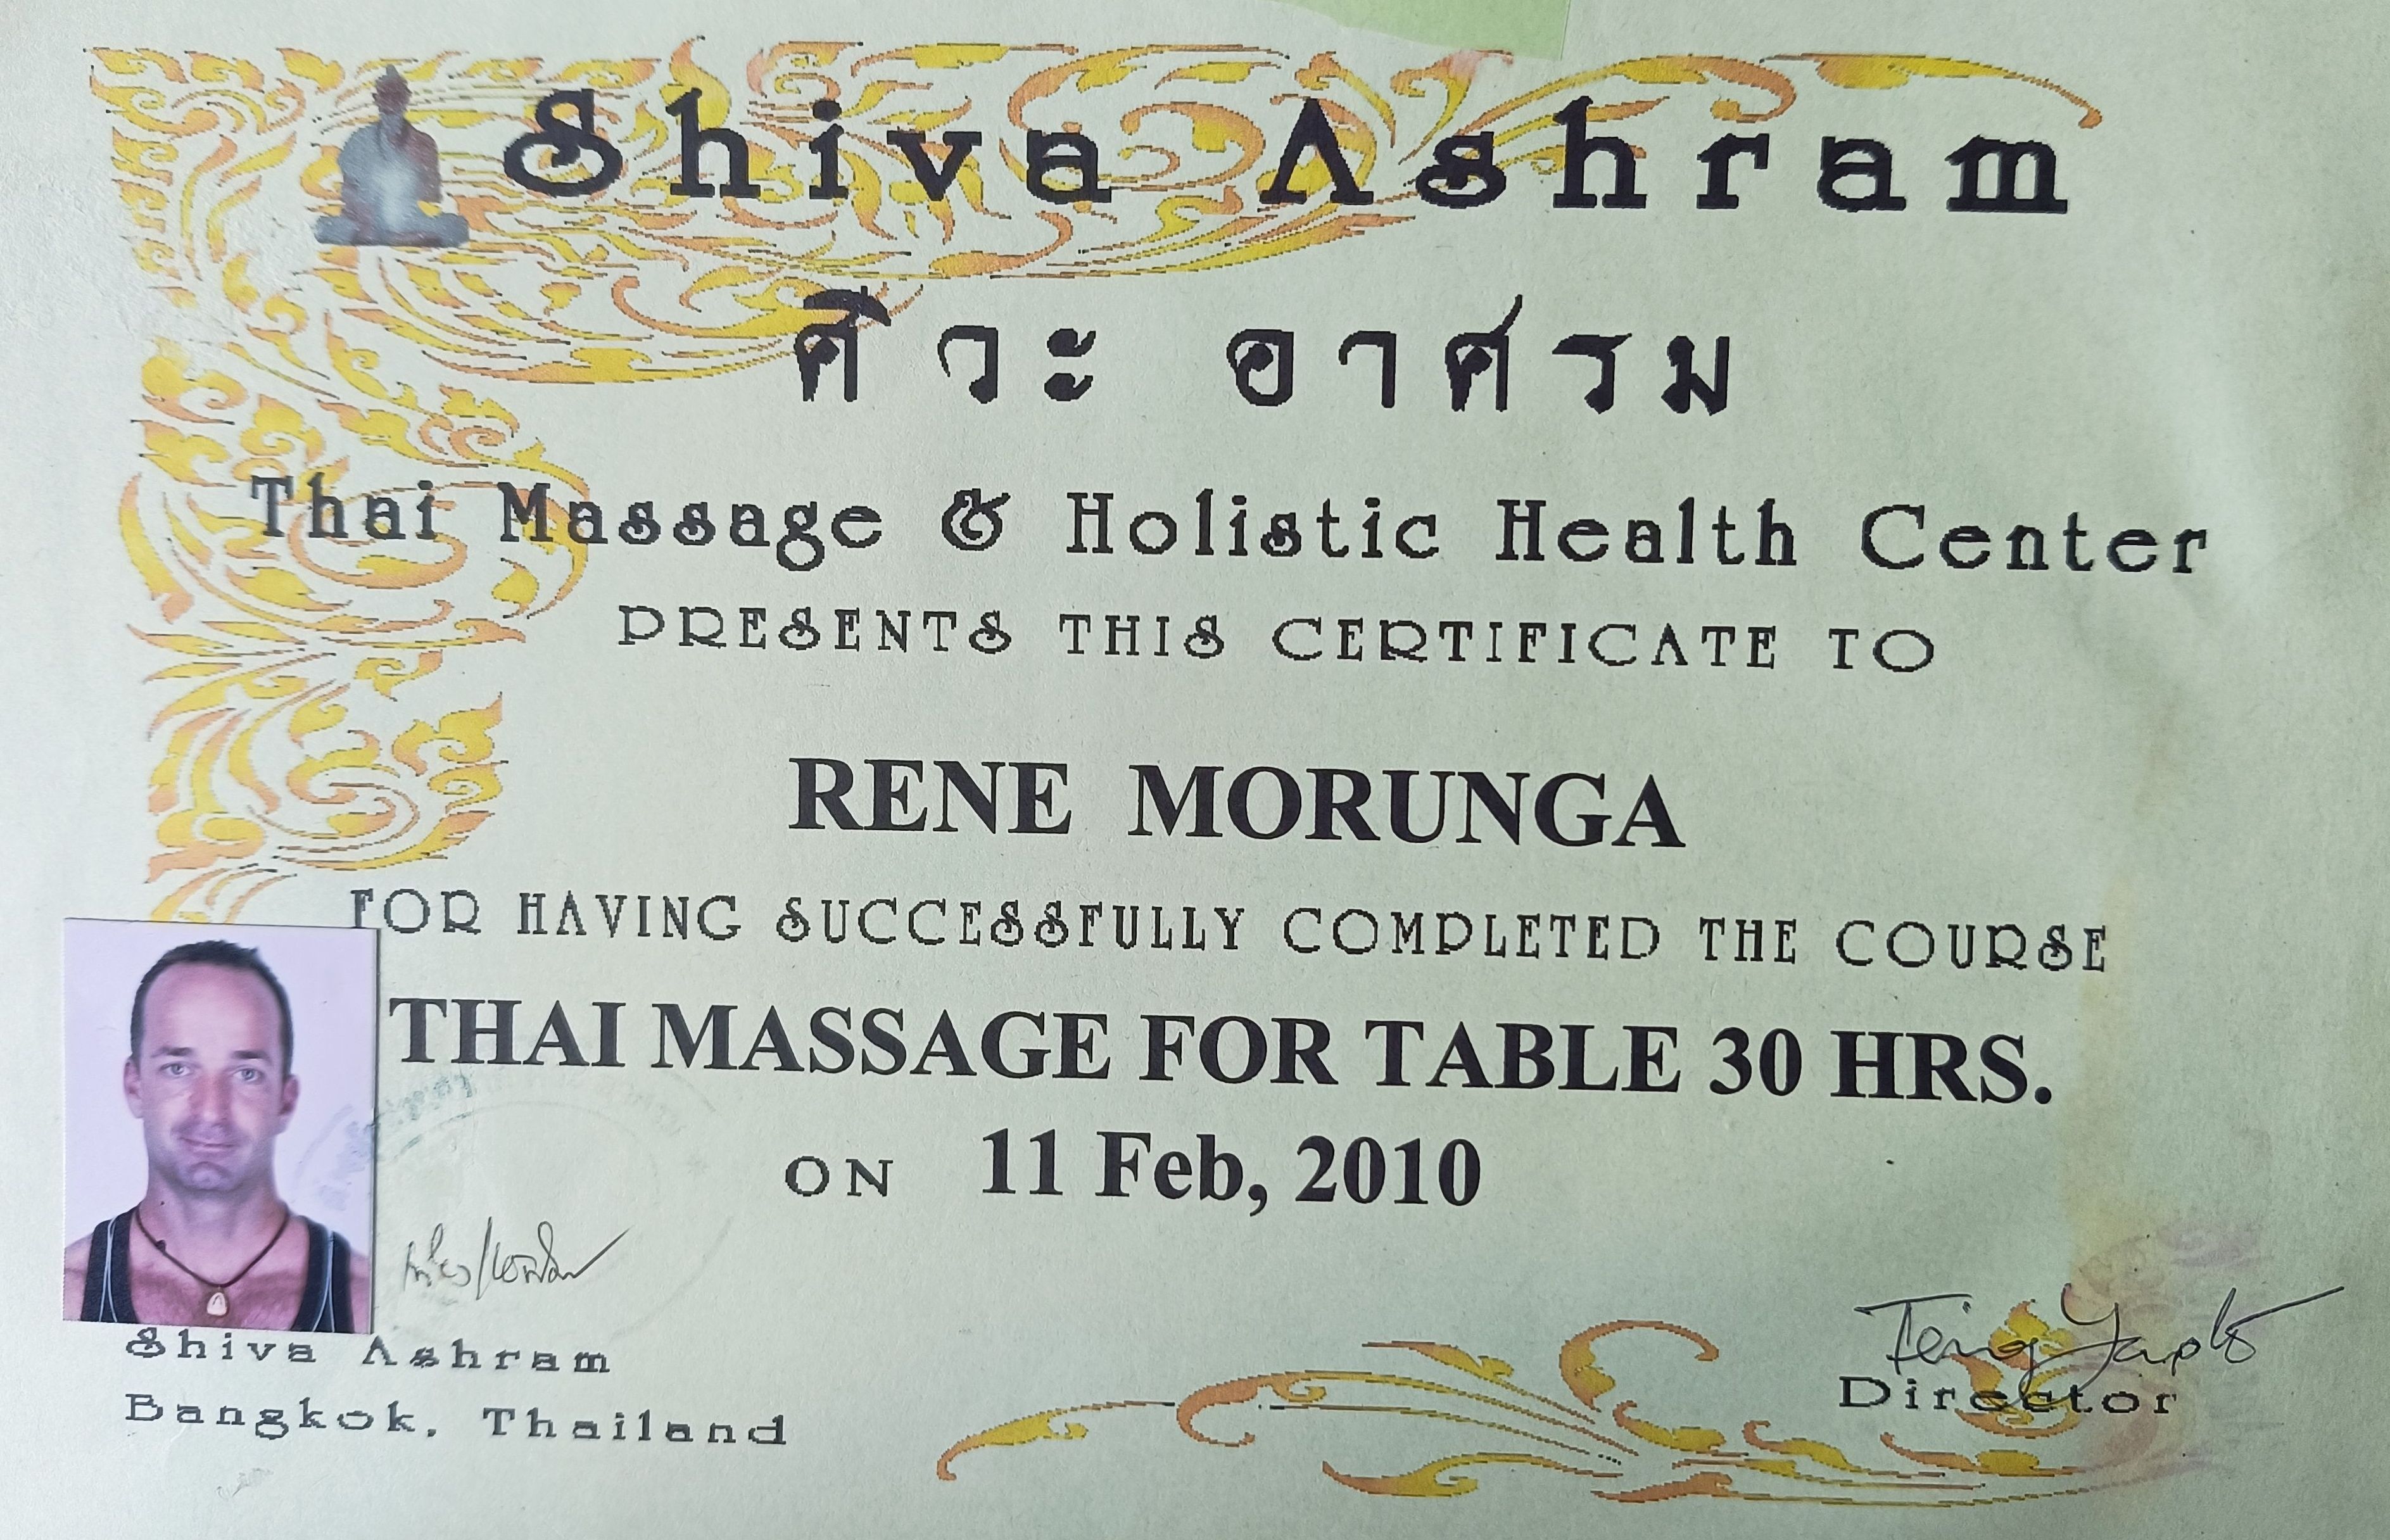 Shiva Ashram
ศิวะ อาศรม
Thai Massage & Holistic Health Center
PRESENTS THIS CERTIFICATE TO
RENE MORUNGA
FOR HAVING SUCCESSFULLY COMPLETED THE COURSE
THAI MASSAGE FOR TABLE 30 HRS.
ON 11 Feb, 2010
Shiva Ashram
Bangkok, Thailand
Director